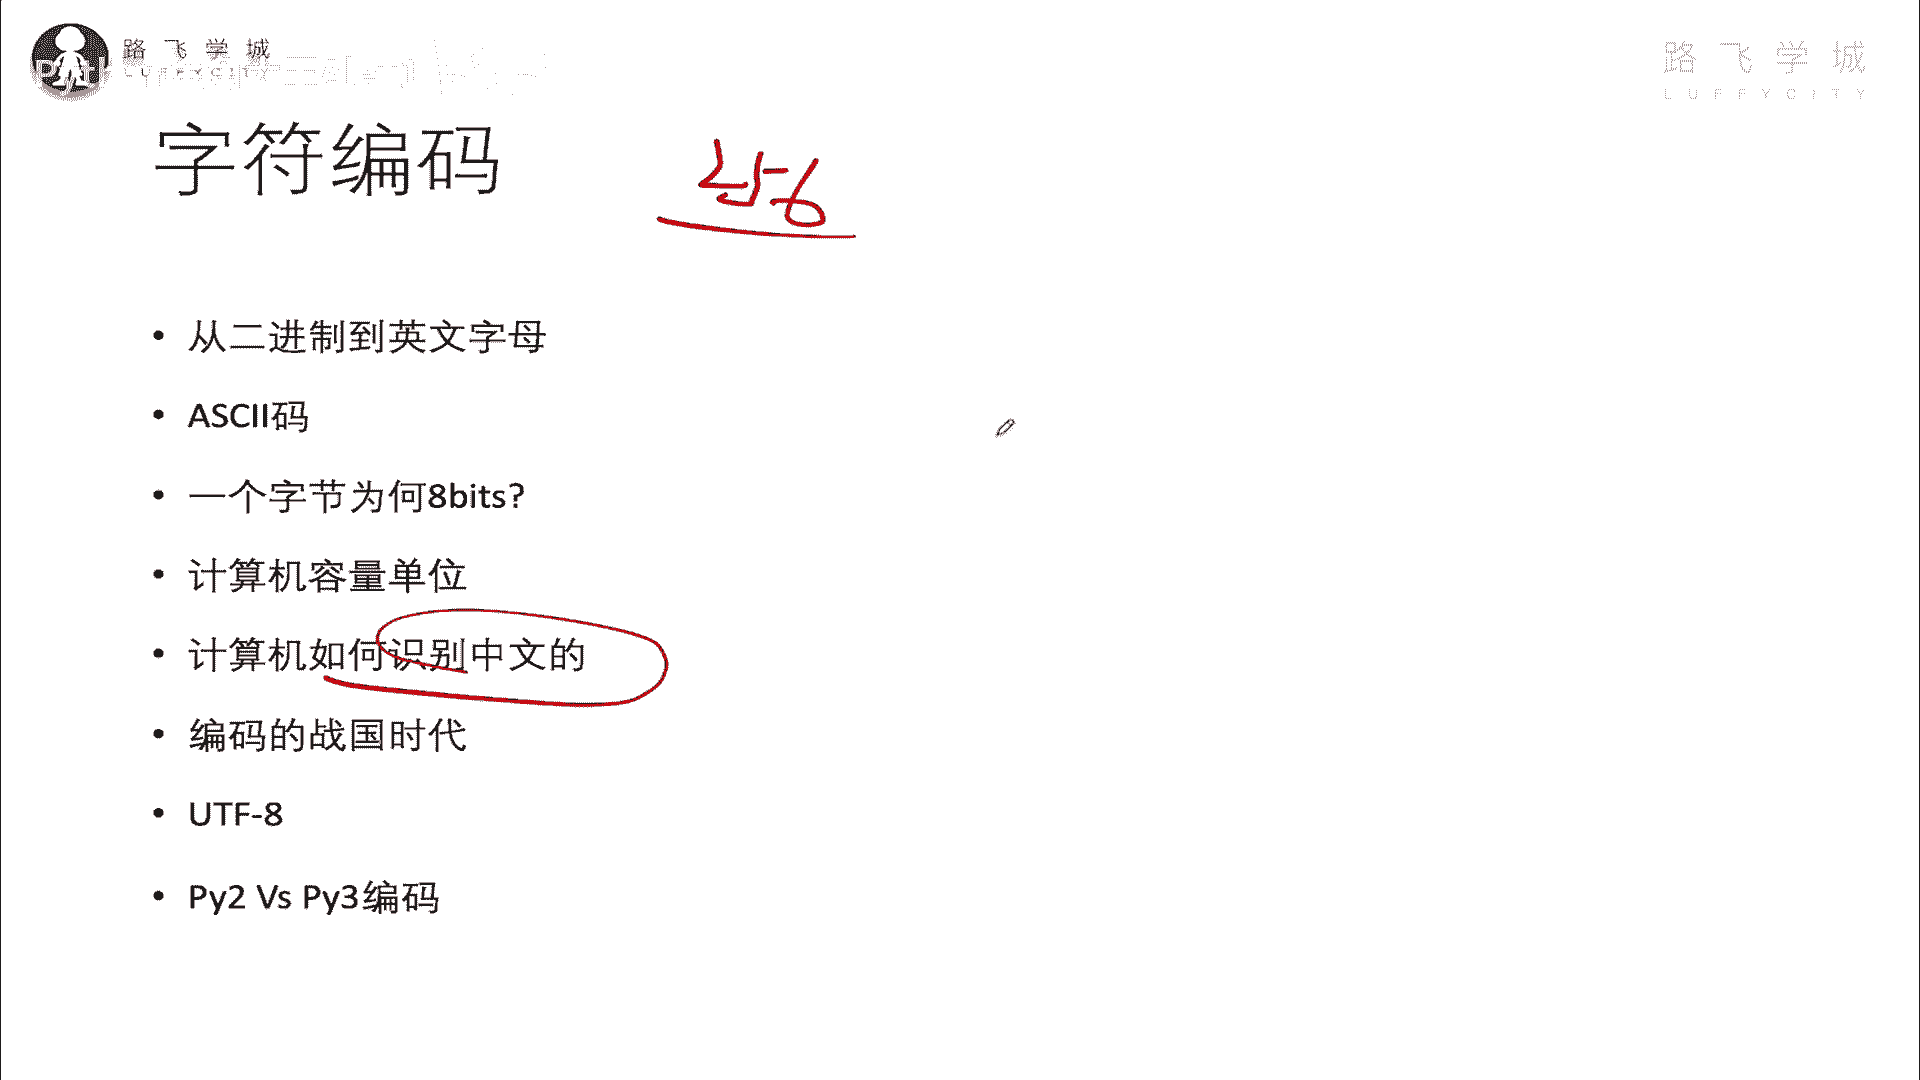 路飞学城
LUFFYCITY
路飞学城
LUFFYCITY
字符编码
256
• 从二进制到英文字母
• ASCII码
• 一个字节为何8bits?
• 计算机容量单位
• 计算机如何识别中文的
• 编码的战国时代
• UTF-8
• Py2 Vs Py3编码